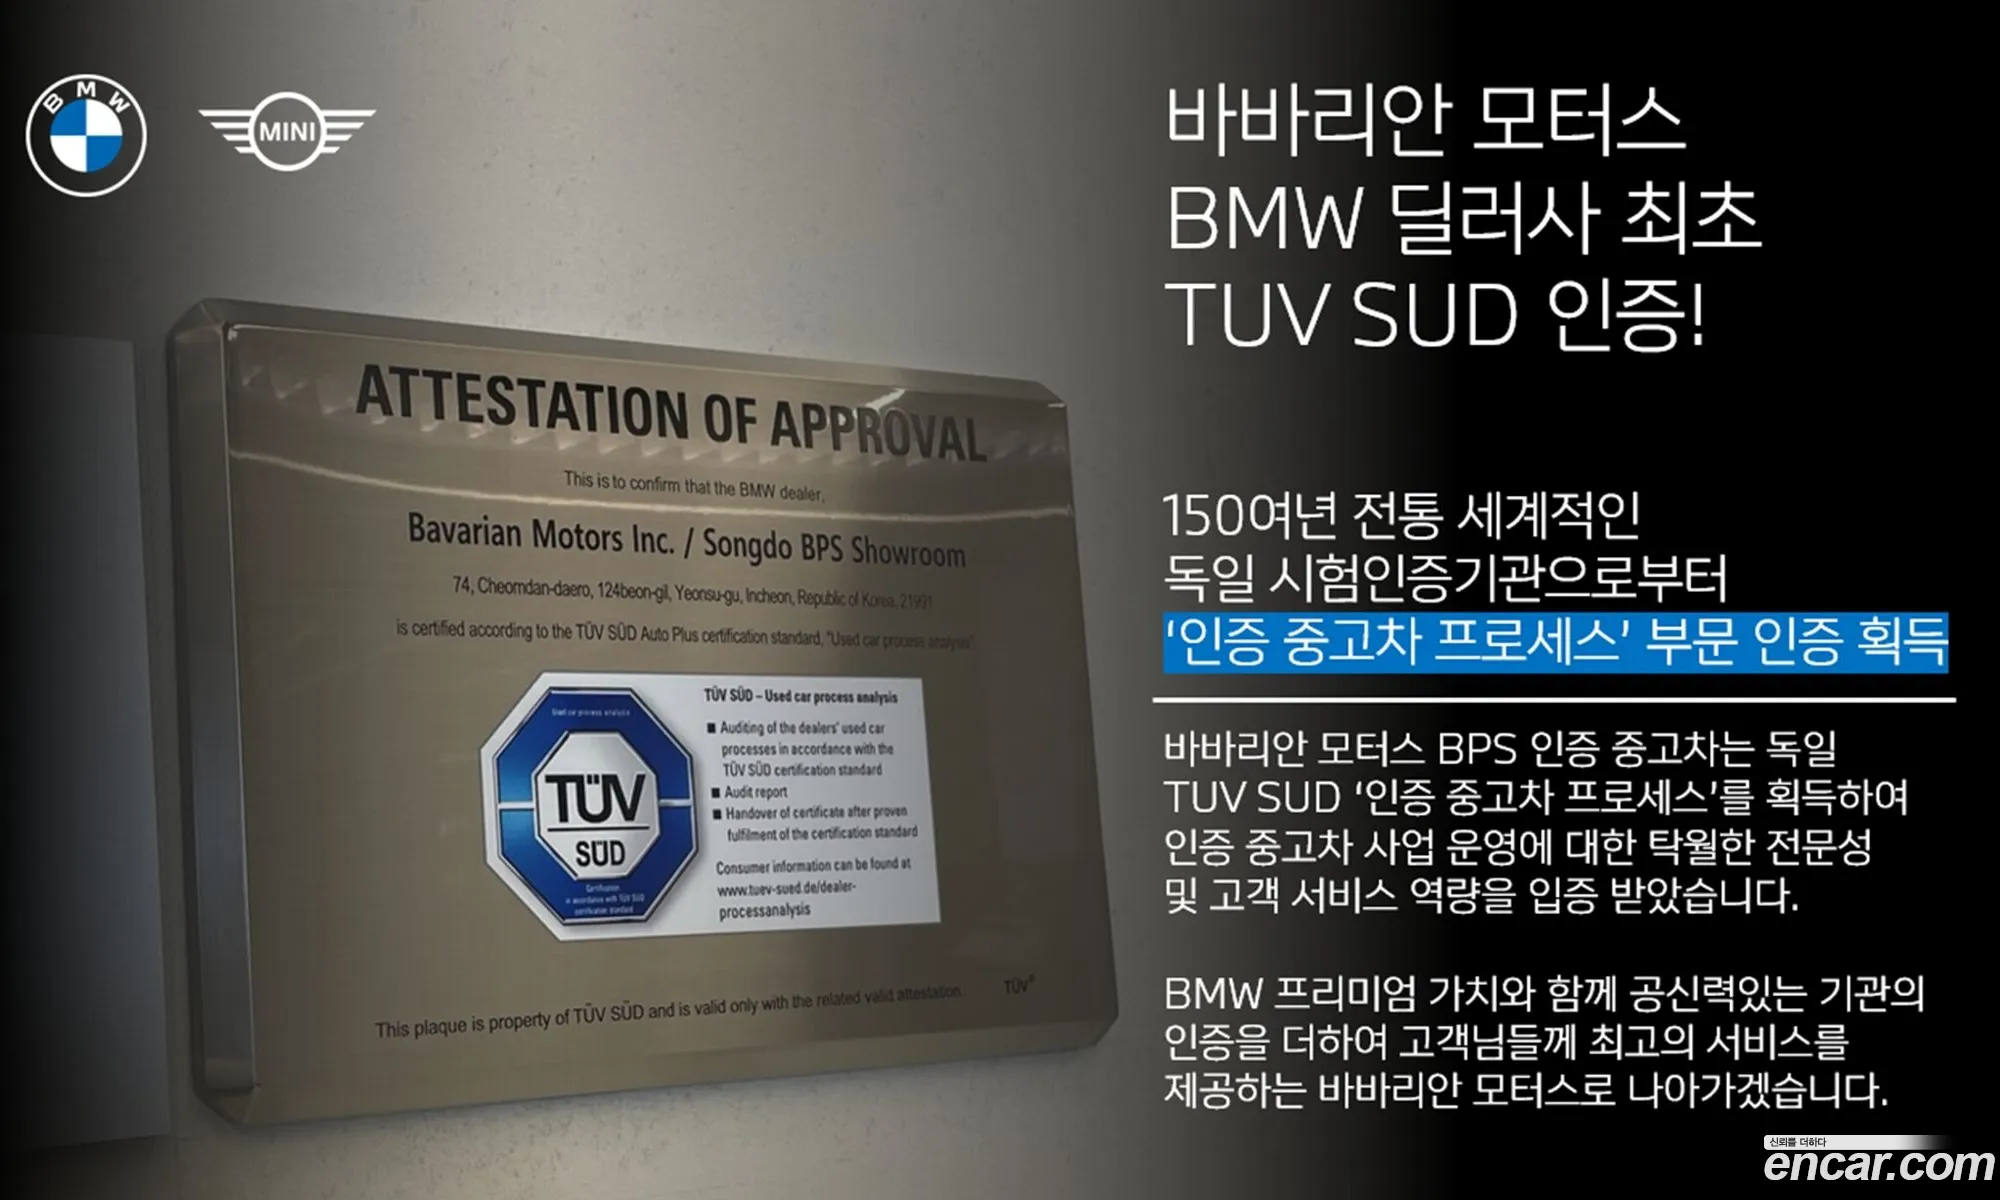 BMW
MINI
바바리안 모터스
BMW 딜러사 최초
TUV SUD 인증!
ATTESTATION OF APPROVAL
This is to confirm that the BMW dealer,
Bavarian Motors Inc. / Songdo BPS Showroom
74, Cheomdan-daero, 124beon-gil, Yeonsu-gu, Incheon, Republic of Korea, 21991
is certified according to the TÜV SÜD Auto Plus certification standard, "Used car process analysis"
Used car process analysis
TÜV
SÜD
Certification
in accordance with TÜV SÜD
certification standard
TÜV SÜD – Used car process analysis
■ Auditing of the dealers' used car
processes in accordance with the
TÜV SÜD certification standard
■ Audit report
■ Handover of certificate after proven
fulfilment of the certification standard
Consumer information can be found at
www.tuev-sued.de/dealer-
processanalysis
This plaque is property of TÜV SÜD and is valid only with the related valid attestation.
TÜV®
150여년 전통 세계적인
독일 시험인증기관으로부터
‘인증 중고차 프로세스’ 부문 인증 획득
바바리안 모터스 BPS 인증 중고차는 독일
TUV SUD ‘인증 중고차 프로세스’를 획득하여
인증 중고차 사업 운영에 대한 탁월한 전문성
및 고객 서비스 역량을 입증 받았습니다.
BMW 프리미엄 가치와 함께 공신력있는 기관의
인증을 더하여 고객님들께 최고의 서비스를
제공하는 바바리안 모터스로 나아가겠습니다.
신뢰를 더하다
encar.com